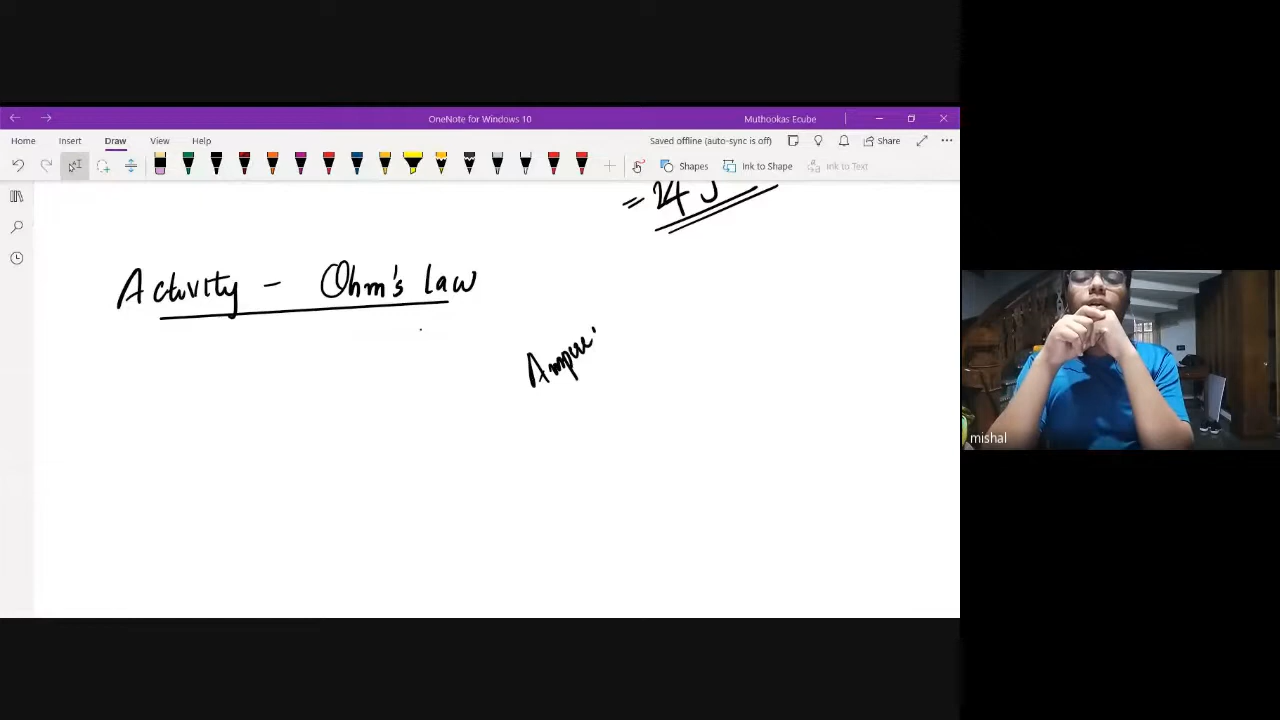 OneNote for Windows 10
Muthookas Ecube
Home Insert Draw View Help
Saved offline (auto-sync is off)
Share
Shapes Ink to Shape Ink to Text
= 24 J
Activity - Ohm's law
mishal